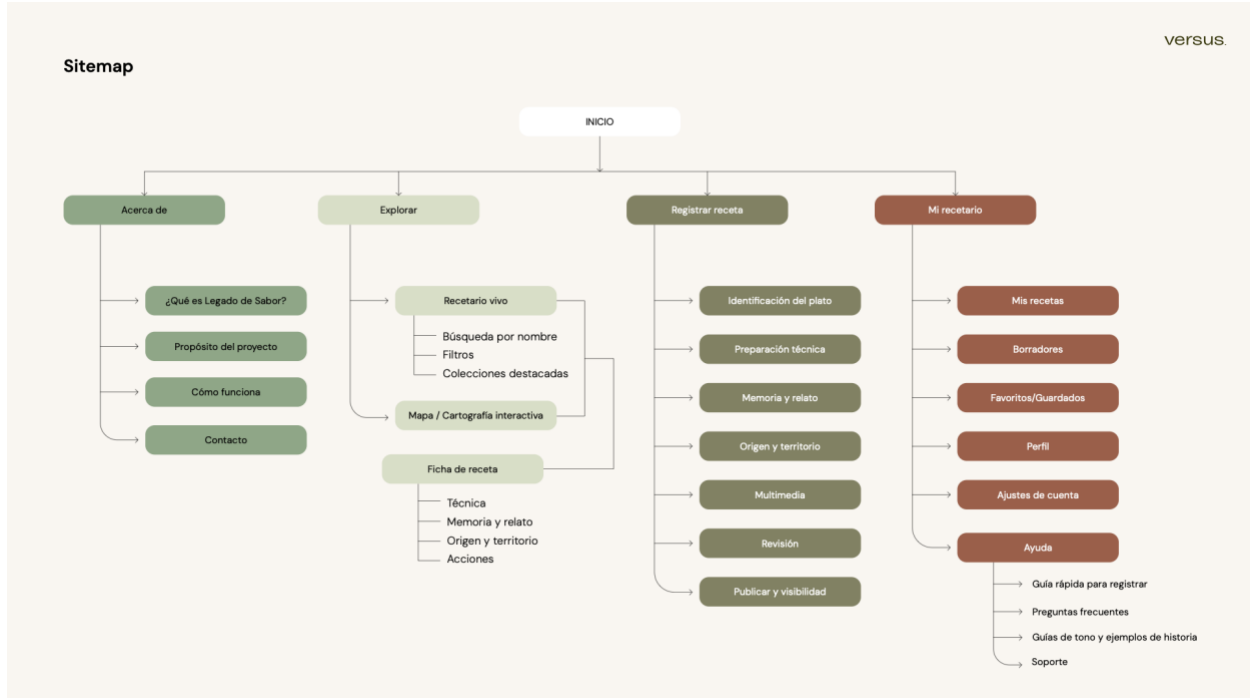 versus.
Sitemap
INICIO
Acerca de
Explorar
Registrar receta
Mi recetario
¿Qué es Legado de Sabor?
Propósito del proyecto
Cómo funciona
Contacto
Recetario vivo
Búsqueda por nombre
Filtros
Colecciones destacadas
Mapa / Cartografía interactiva
Ficha de receta
Técnica
Memoria y relato
Origen y territorio
Acciones
Identificación del plato
Preparación técnica
Memoria y relato
Origen y territorio
Multimedia
Revisión
Publicar y visibilidad
Mis recetas
Borradores
Favoritos/Guardados
Perfil
Ajustes de cuenta
Ayuda
Guía rápida para registrar
Preguntas frecuentes
Guías de tono y ejemplos de historia
Soporte